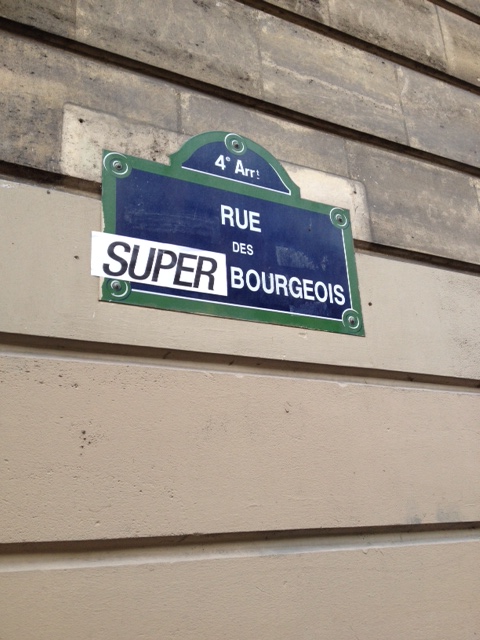 4e Arrt
RUE
DES
SUPER BOURGEOIS